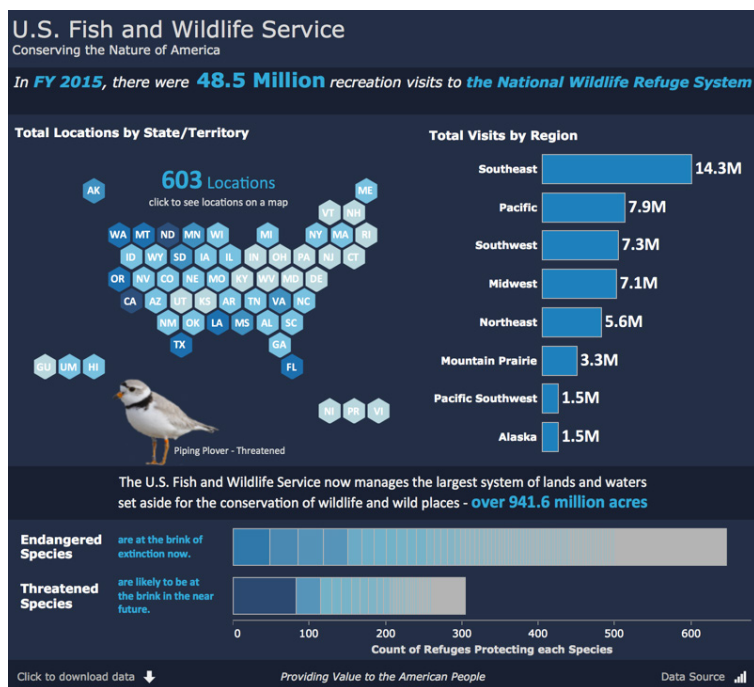 U.S. Fish and Wildlife Service
Conserving the Nature of America
In FY 2015, there were 48.5 Million recreation visits to the National Wildlife Refuge System
Total Locations by State/Territory
603 Locations
click to see locations on a map
AK
ME
VT NH
WA MT ND MN WI MI NY MA RI
ID WY SD IA IL IN OH PA NJ CT
OR NV CO NE MO KY WV MD DE
CA AZ UT KS AR TN VA NC
NM OK LA MS AL SC
TX GA
GU UM HI FL
NI PR VI
Piping Plover - Threatened
Total Visits by Region
Southeast 14.3M
Pacific 7.9M
Southwest 7.3M
Midwest 7.1M
Northeast 5.6M
Mountain Prairie 3.3M
Pacific Southwest 1.5M
Alaska 1.5M
The U.S. Fish and Wildlife Service now manages the largest system of lands and waters
set aside for the conservation of wildlife and wild places - over 941.6 million acres
Endangered
Species
are at the brink of
extinction now.
Threatened
Species
are likely to be at
the brink in the near
future.
0 100 200 300 400 500 600
Count of Refuges Protecting each Species
Click to download data
Providing Value to the American People
Data Source